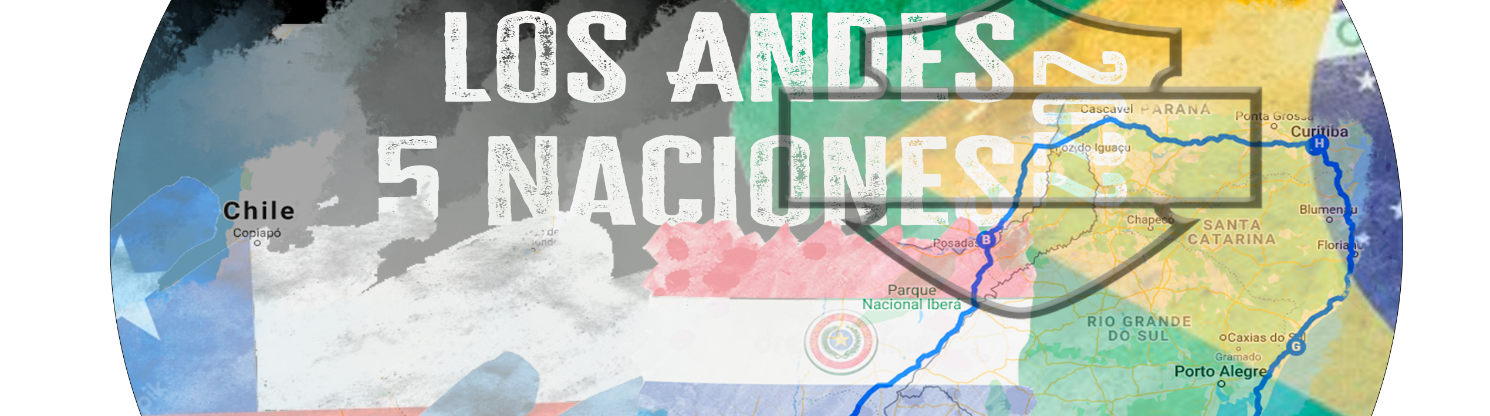 LOS ANDES
5 NACIONES
Cascavel
PARANÁ
Ponta Grossa
Curitiba
H
Foz do Iguaçu
Chile
Copiapó
Chapecó
SANTA
CATARINA
Blumenau
Posadas
B
Florian
Parque
Nacional Iberá
RIO GRANDE
DO SUL
Caxias do Sul
G
Gramado
Porto Alegre